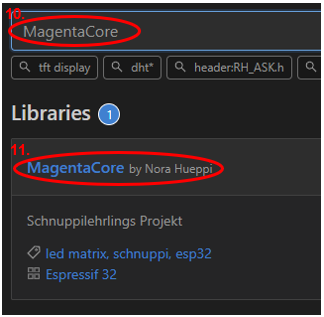 10.
MagentaCore
tft display dht* header:RH_ASK.h
Libraries 1
11.
MagentaCore by Nora Hueppi
Schnuppilehrlings Projekt
led matrix, schnuppi, esp32
Espressif 32